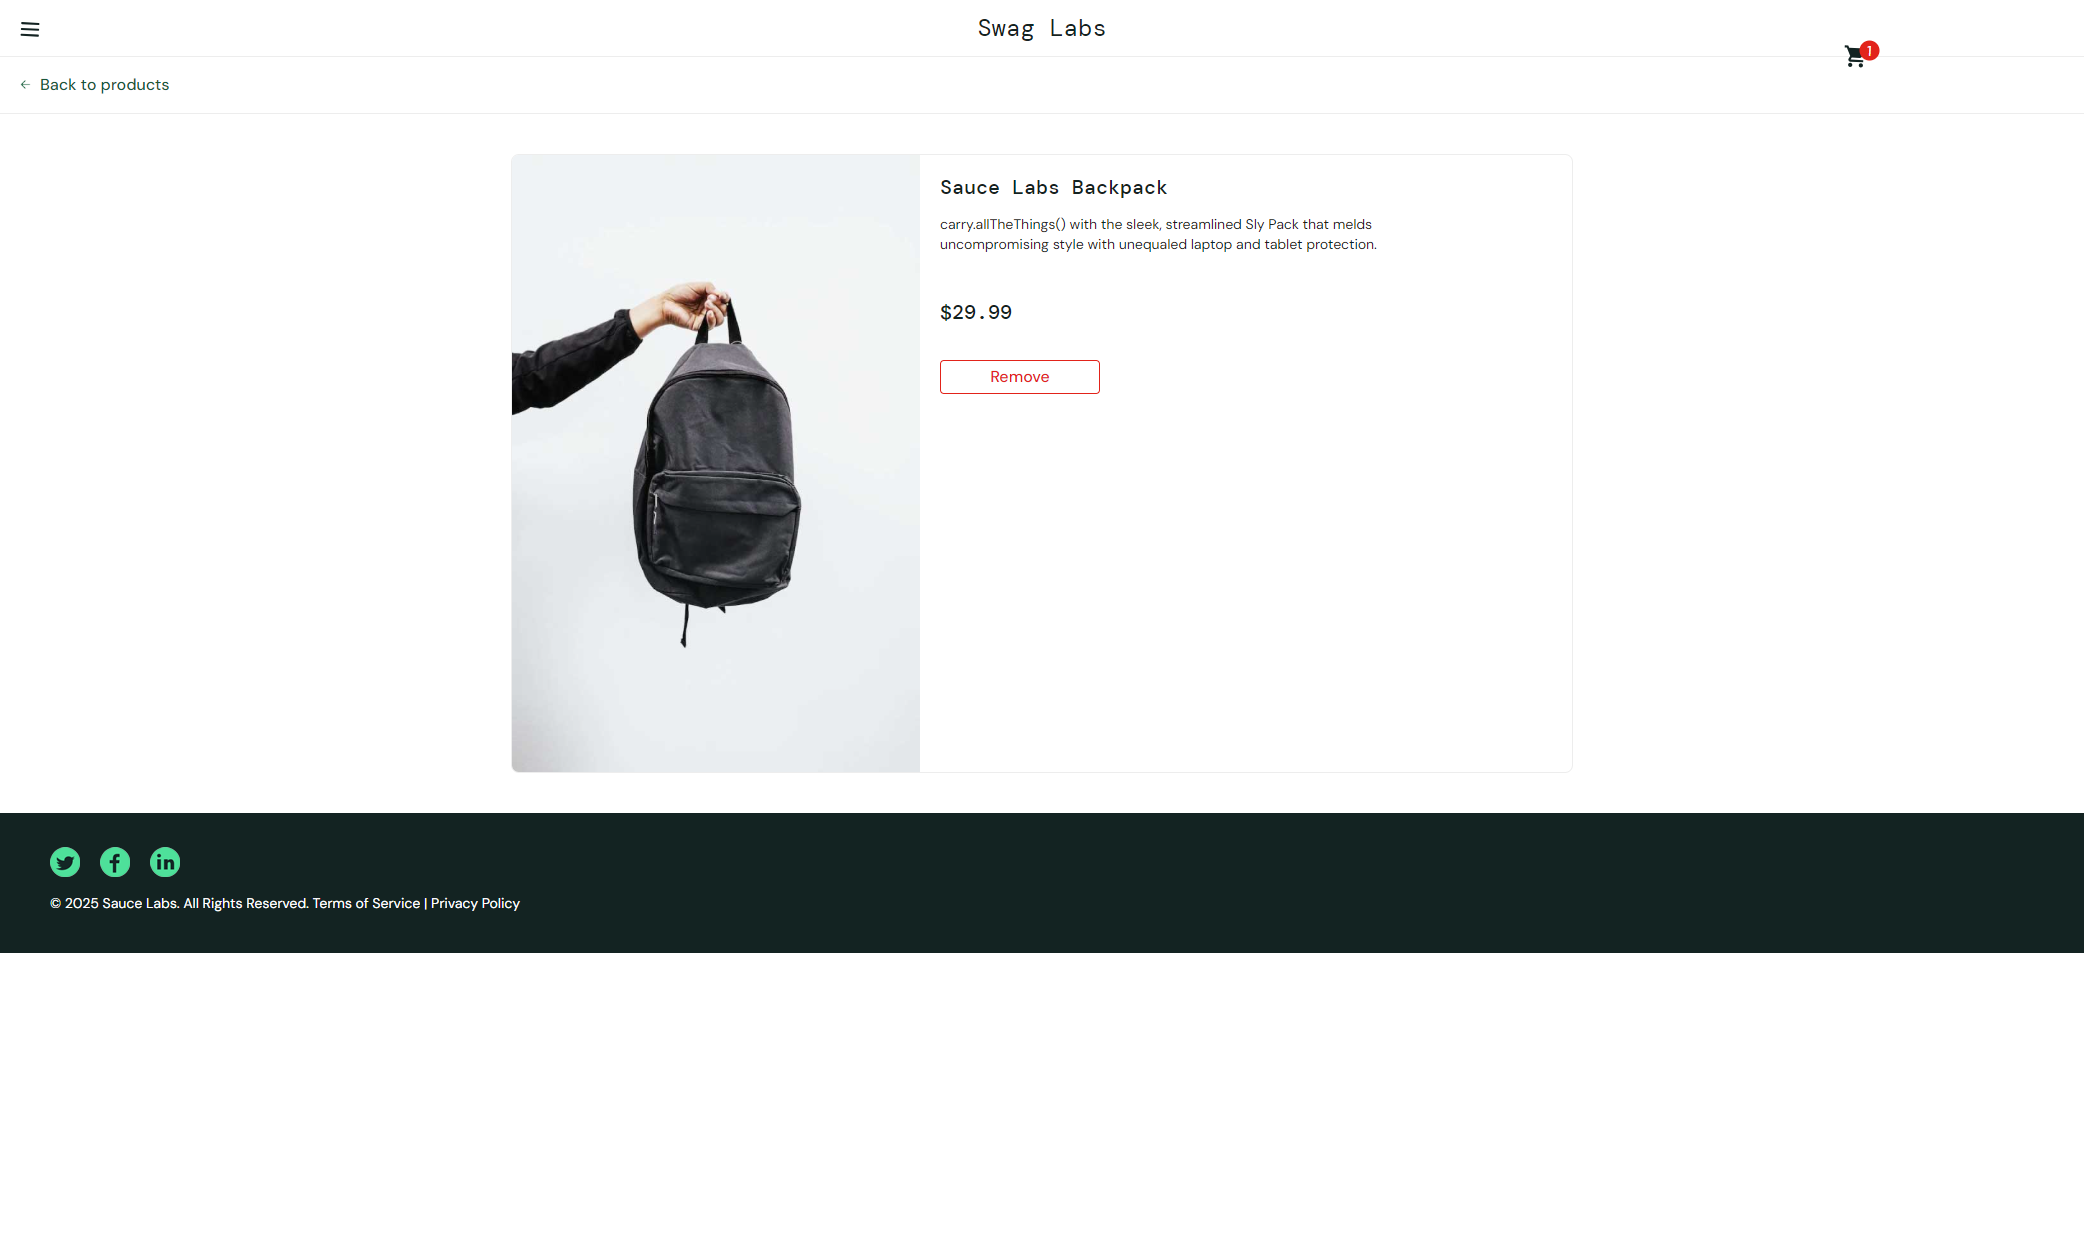 Swag Labs
1
Back to products
Sauce Labs Backpack
carry.allTheThings() with the sleek, streamlined Sly Pack that melds
uncompromising style with unequaled laptop and tablet protection.
$29.99
Remove
© 2025 Sauce Labs. All Rights Reserved. Terms of Service | Privacy Policy